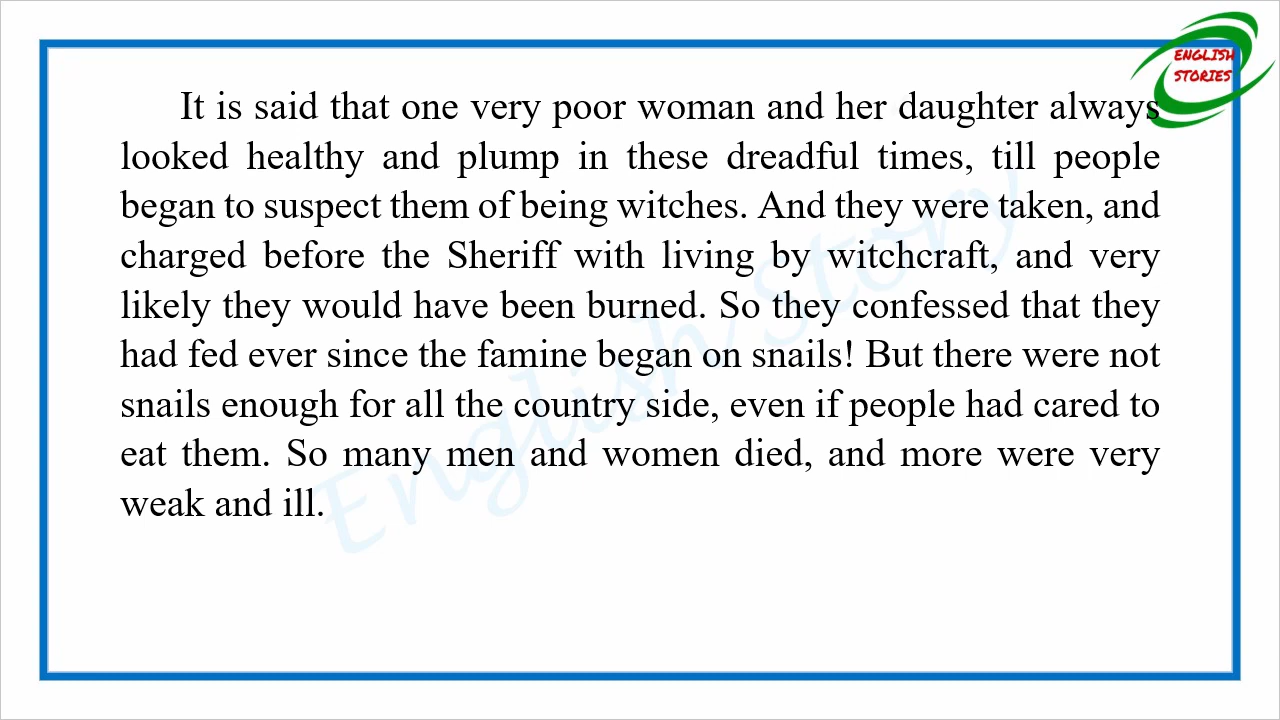 ENGLISH
STORIES
It is said that one very poor woman and her daughter always
looked healthy and plump in these dreadful times, till people
began to suspect them of being witches. And they were taken, and
charged before the Sheriff with living by witchcraft, and very
likely they would have been burned. So they confessed that they
had fed ever since the famine began on snails! But there were not
snails enough for all the country side, even if people had cared to
eat them. So many men and women died, and more were very
weak and ill.
English Story